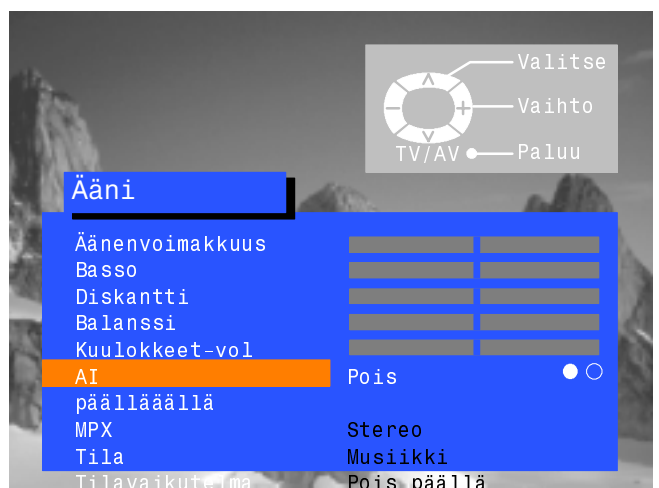 Valitse
Vaihto
TV/AV Paluu
Ääni
Äänenvoimakkuus
Basso
Diskantti
Balanssi
Kuulokkeet-vol
AI Pois
päällääällä
MPX Stereo
Tila Musiikki
Tilavaikutelma Pois päällä